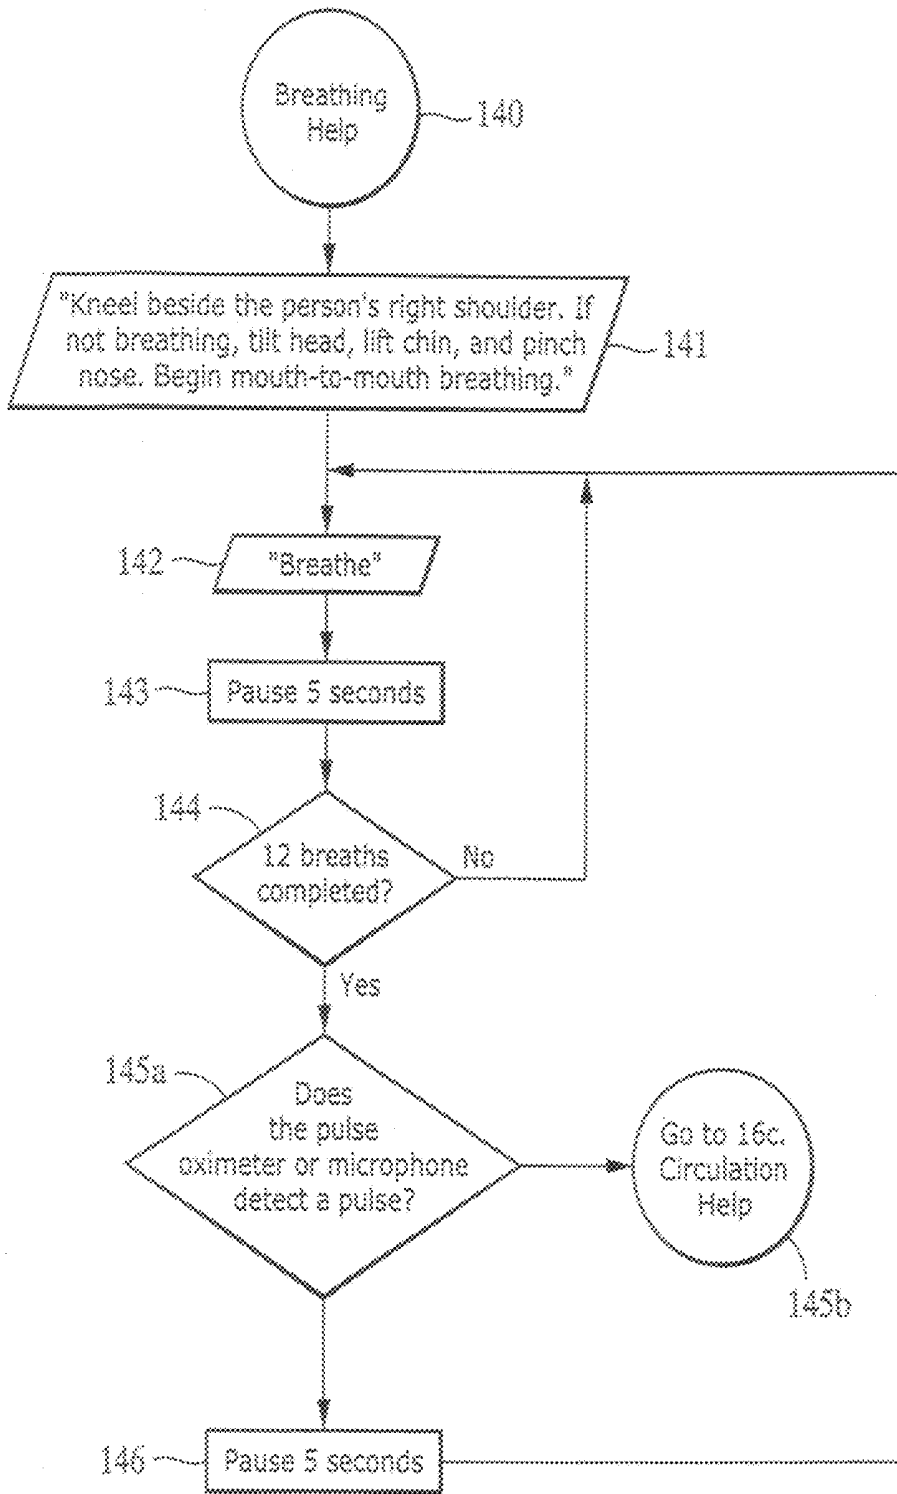 Breathing
Help
140
"Kneel beside the person's right shoulder. If
not breathing, tilt head, lift chin, and pinch
nose. Begin mouth-to-mouth breathing."
141
142
"Breathe"
143
Pause 5 seconds
144
12 breaths
completed?
No
Yes
145a
Does
the pulse
oximeter or microphone
detect a pulse?
Go to 16c.
Circulation
Help
145b
146
Pause 5 seconds